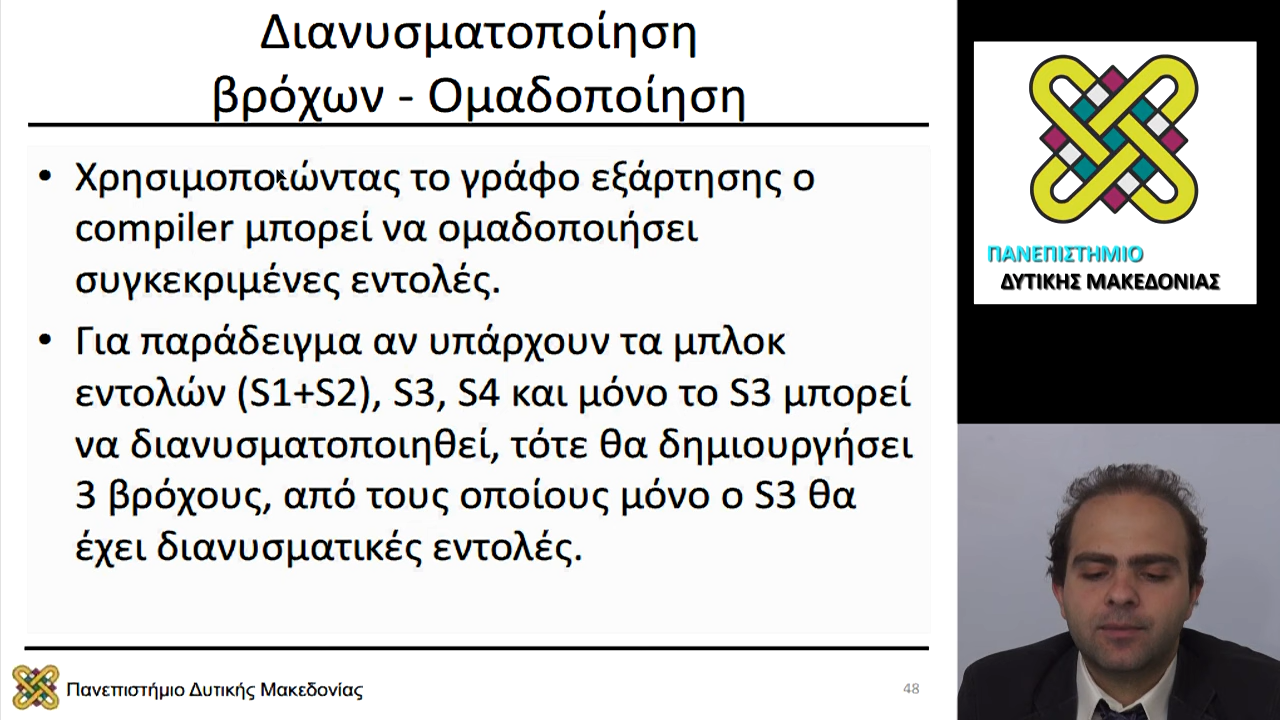 Διανυσματοποίηση
βρόχων - Ομαδοποίηση
• Χρησιμοποιώντας το γράφο εξάρτησης ο
compiler μπορεί να ομαδοποιήσει
συγκεκριμένες εντολές.
• Για παράδειγμα αν υπάρχουν τα μπλοκ
εντολών (S1+S2), S3, S4 και μόνο το S3 μπορεί
να διανυσματοποιηθεί, τότε θα δημιουργήσει
3 βρόχους, από τους οποίους μόνο ο S3 θα
έχει διανυσματικές εντολές.
Πανεπιστήμιο Δυτικής Μακεδονίας
48
ΠΑΝΕΠΙΣΤΗΜΙΟ
ΔΥΤΙΚΗΣ ΜΑΚΕΔΟΝΙΑΣ